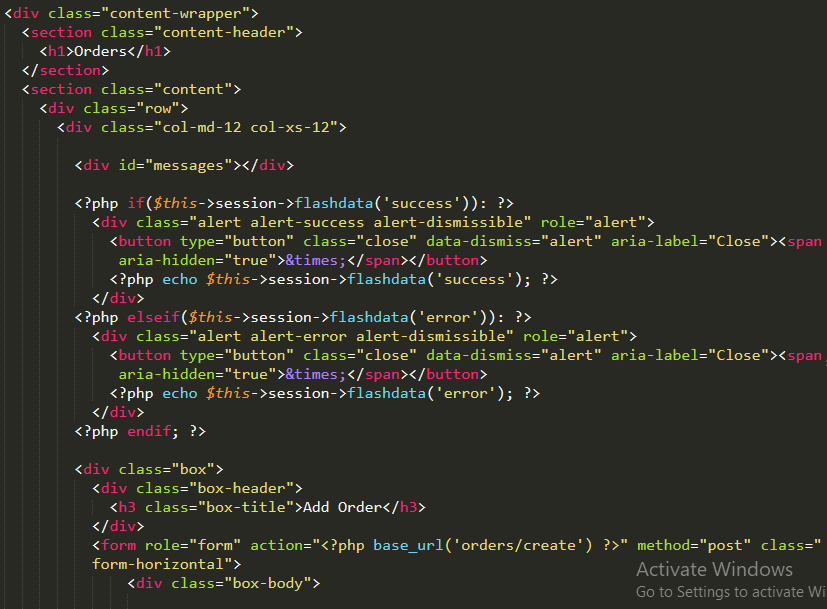 <div class="content-wrapper">
<section class="content-header">
<h1>Orders</h1>
</section>
<section class="content">
<div class="row">
<div class="col-md-12 col-xs-12">
<div id="messages"></div>
<?php if($this->session->flashdata('success')): ?>
<div class="alert alert-success alert-dismissible" role="alert">
<button type="button" class="close" data-dismiss="alert" aria-label="Close"><span
aria-hidden="true">&times;</span></button>
<?php echo $this->session->flashdata('success'); ?>
</div>
<?php elseif($this->session->flashdata('error')): ?>
<div class="alert alert-error alert-dismissible" role="alert">
<button type="button" class="close" data-dismiss="alert" aria-label="Close"><span
aria-hidden="true">&times;</span></button>
<?php echo $this->session->flashdata('error'); ?>
</div>
<?php endif; ?>
<div class="box">
<div class="box-header">
<h3 class="box-title">Add Order</h3>
</div>
<form role="form" action="<?php base_url('orders/create') ?>" method="post" class="
form-horizontal">
<div class="box-body">
Activate Windows
Go to Settings to activate Wi